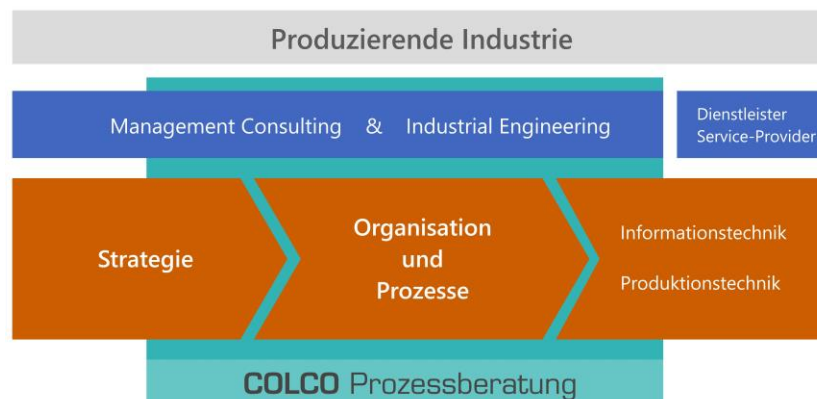 Produzierende Industrie
Management Consulting & Industrial Engineering
Dienstleister
Service-Provider
Strategie
Organisation
und
Prozesse
Informationstechnik
Produktionstechnik
COLCO Prozessberatung